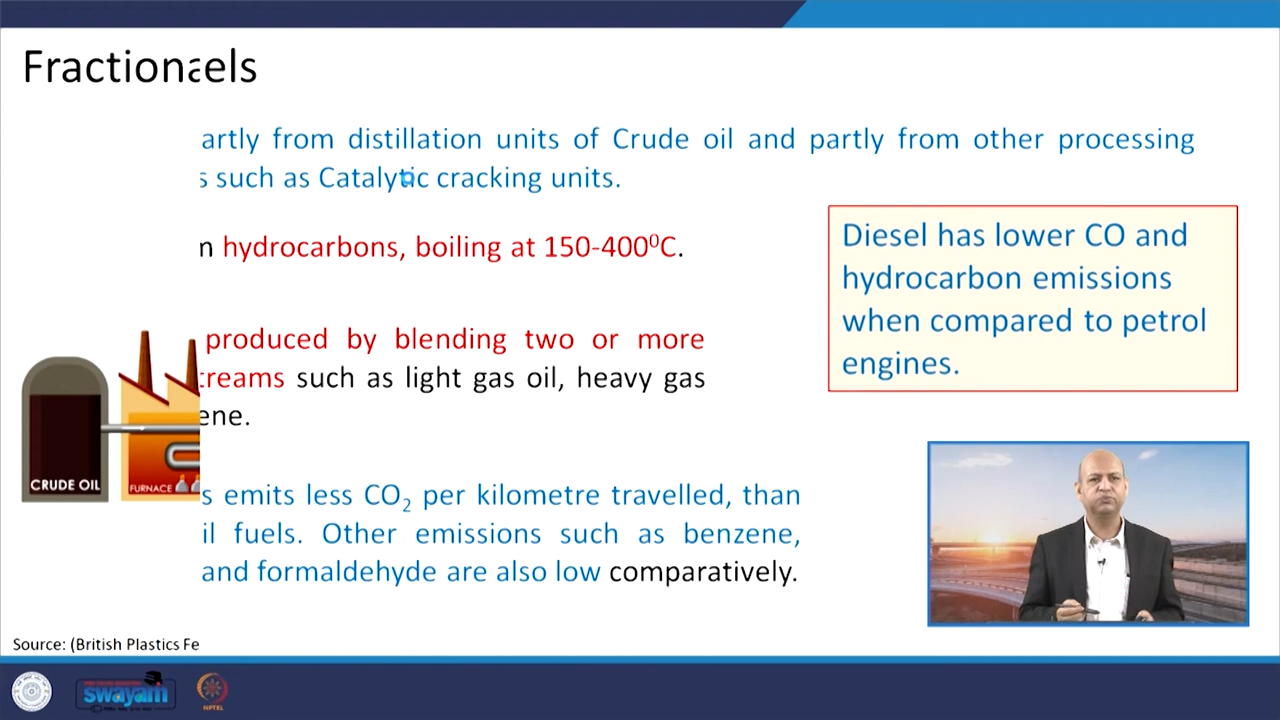 Fraction els
artly from distillation units of Crude oil and partly from other processing
s such as Catalytic cracking units.
n hydrocarbons, boiling at 150-400⁰C.
Diesel has lower CO and
hydrocarbon emissions
when compared to petrol
engines.
produced by blending two or more
treams such as light gas oil, heavy gas
ene.
CRUDE OIL
FURNACE
s emits less CO₂ per kilometre travelled, than
il fuels. Other emissions such as benzene,
and formaldehyde are also low comparatively.
Source: (British Plastics Fe
swayam
NPTEL